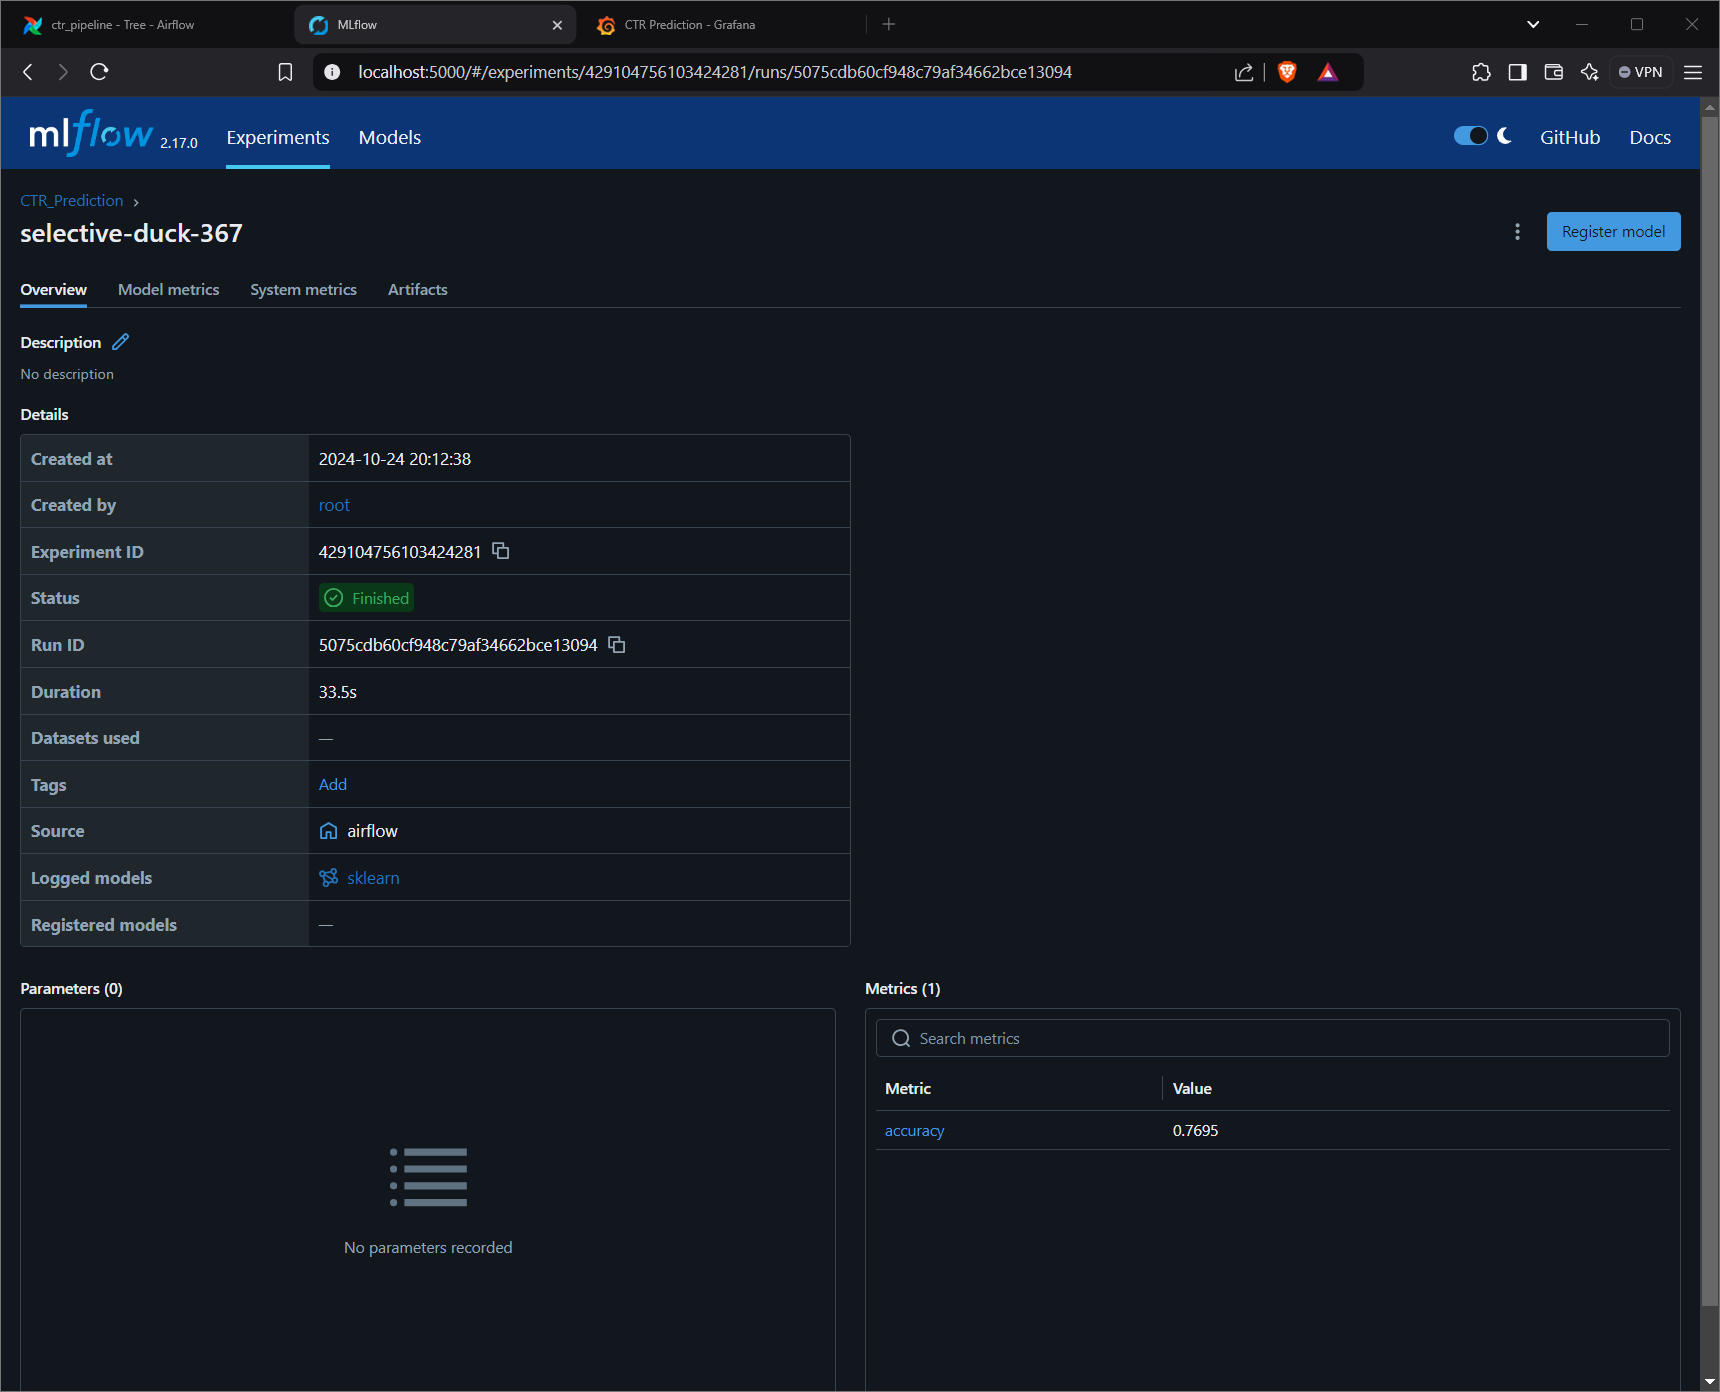 ctr_pipeline - Tree - Airflow
MLflow
CTR Prediction - Grafana
localhost:5000/#/experiments/429104756103424281/runs/5075cdb60cf948c79af34662bce13094
VPN
mlflow 2.17.0
Experiments
Models
GitHub
Docs
CTR_Prediction
selective-duck-367
Register model
Overview
Model metrics
System metrics
Artifacts
Description
No description
Details
Created at 2024-10-24 20:12:38
Created by root
Experiment ID 429104756103424281
Status Finished
Run ID 5075cdb60cf948c79af34662bce13094
Duration 33.5s
Datasets used —
Tags Add
Source airflow
Logged models sklearn
Registered models —
Parameters (0)
No parameters recorded
Metrics (1)
Search metrics
Metric Value
accuracy 0.7695